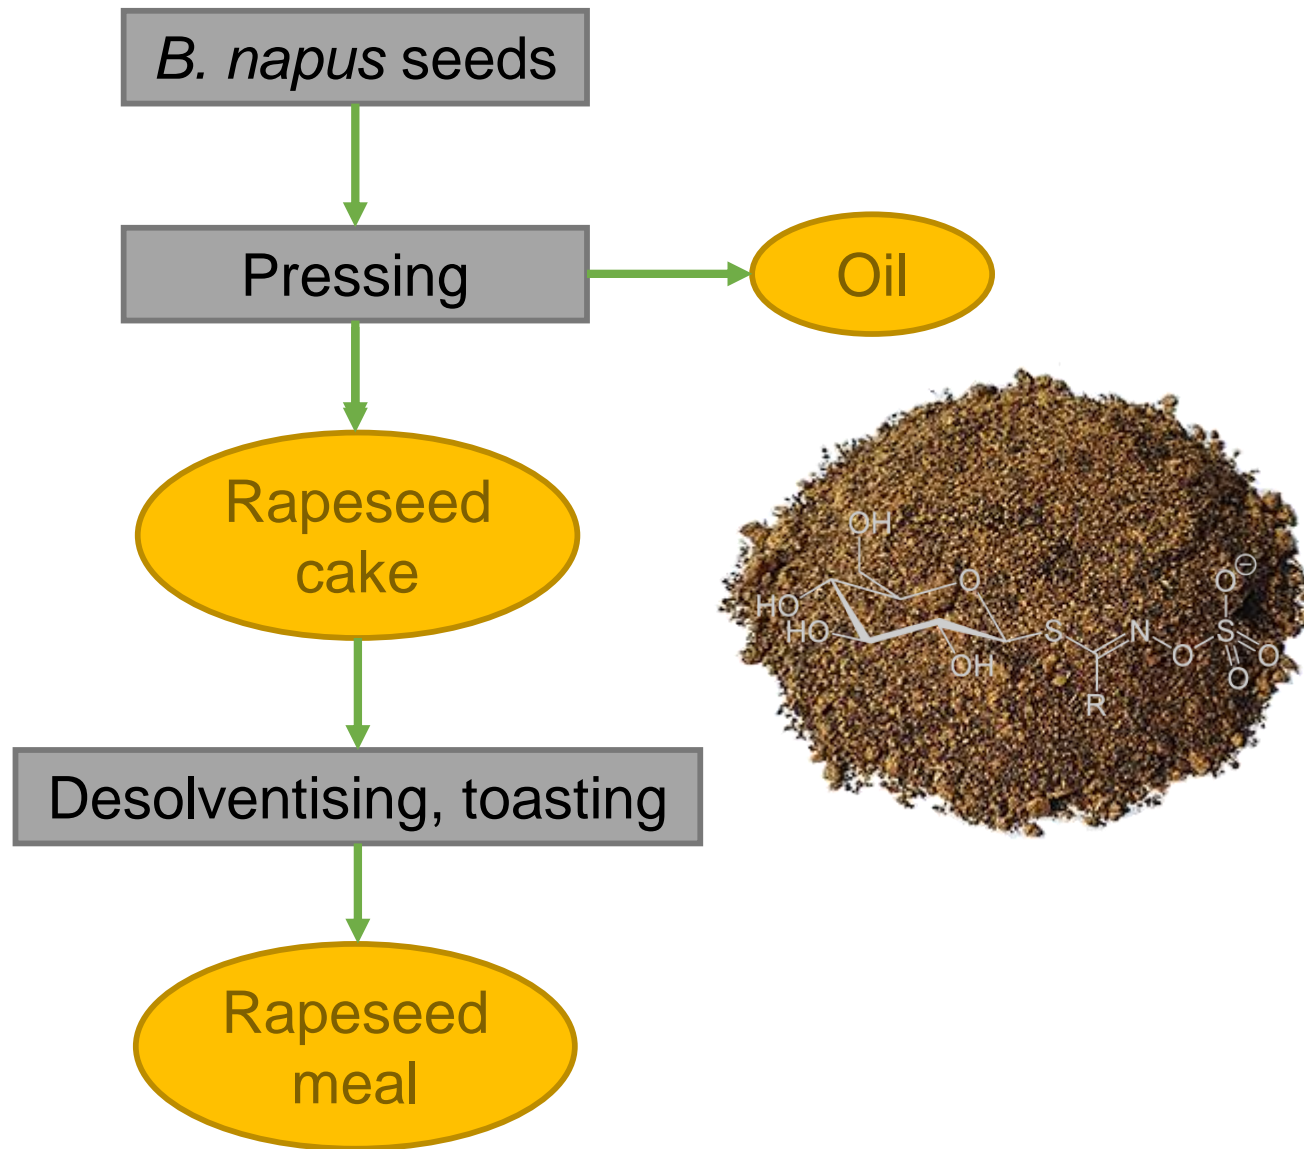 B. napus seeds
Pressing
Oil
Rapeseed
cake
OH
O
O
⊖
HO
HO
S
N
S
OH
O
O
O
R
Desolventising, toasting
Rapeseed
meal